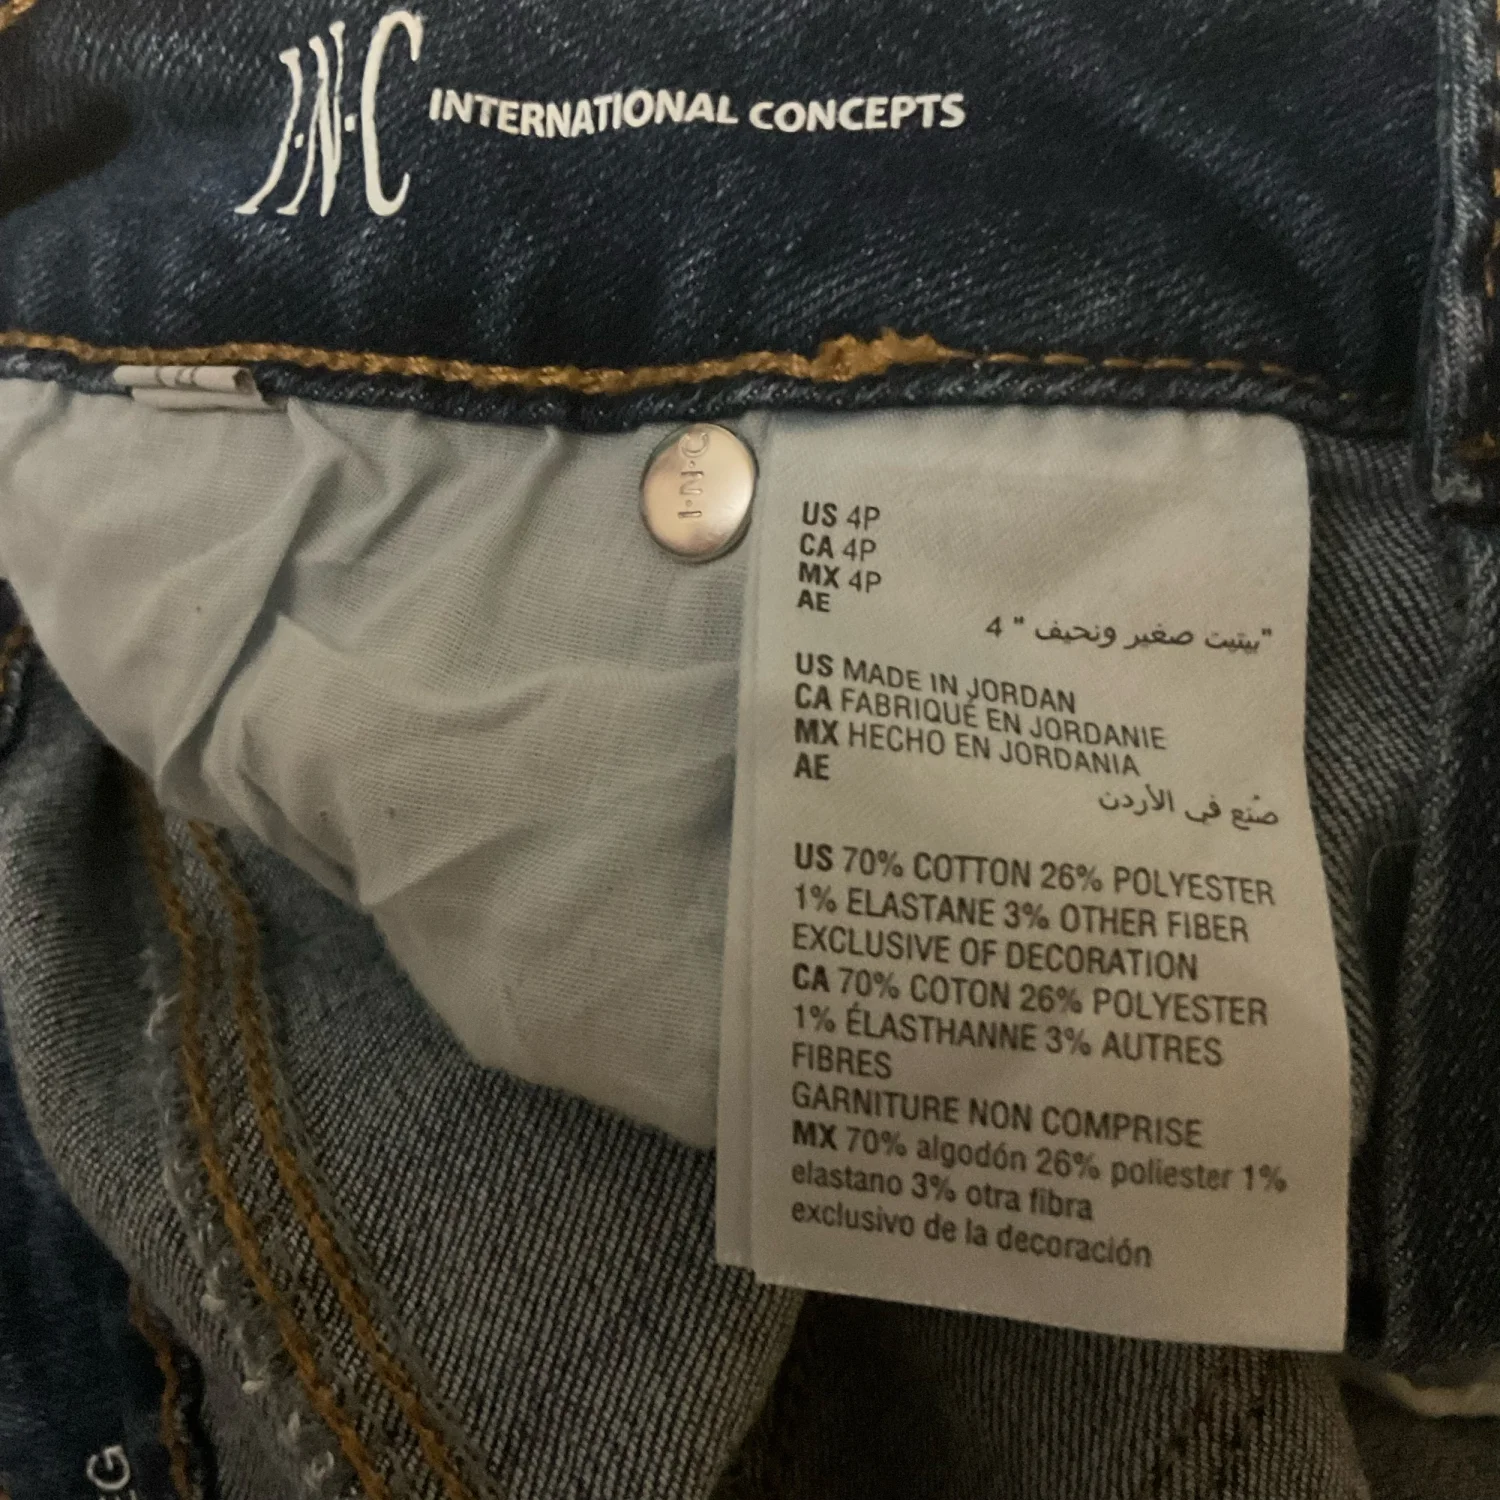 I·N·C INTERNATIONAL CONCEPTS
I·N·C
US 4P
CA 4P
MX 4P
AE
"بيتيت صغير ونحيف " 4
US MADE IN JORDAN
CA FABRIQUÉ EN JORDANIE
MX HECHO EN JORDANIA
AE
صُنع في الأردن
US 70% COTTON 26% POLYESTER
1% ELASTANE 3% OTHER FIBER
EXCLUSIVE OF DECORATION
CA 70% COTON 26% POLYESTER
1% ÉLASTHANNE 3% AUTRES
FIBRES
GARNITURE NON COMPRISE
MX 70% algodón 26% poliester 1%
elastano 3% otra fibra
exclusivo de la decoración